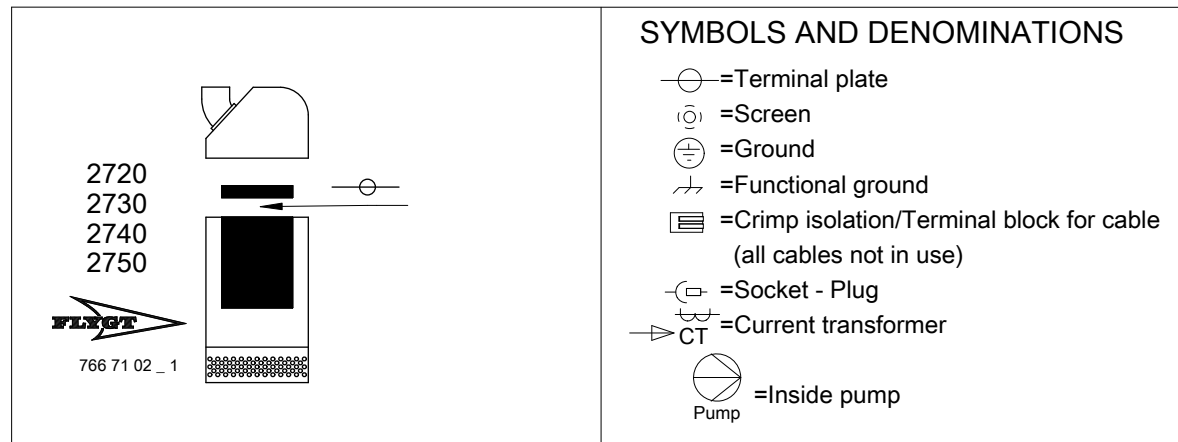 2720
2730
2740
2750
FLYGT
766 71 02 _ 1
SYMBOLS AND DENOMINATIONS
=Terminal plate
=Screen
=Ground
=Functional ground
=Crimp isolation/Terminal block for cable
(all cables not in use)
=Socket - Plug
CT =Current transformer
=Inside pump
Pump